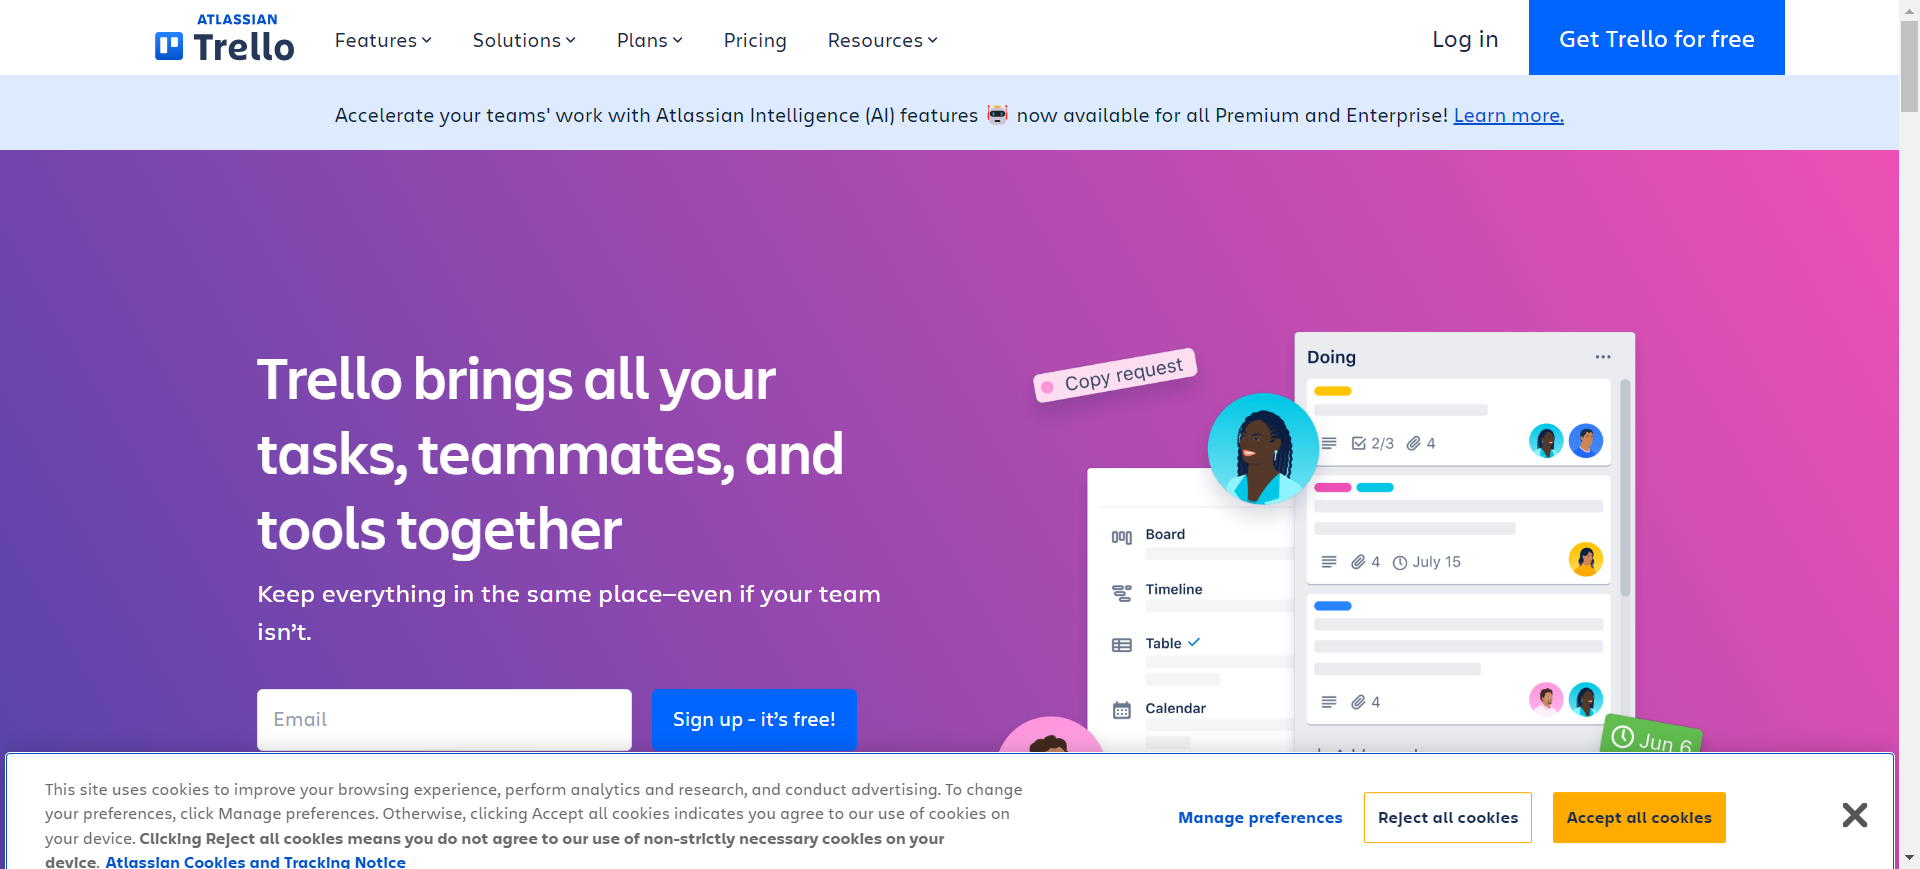 ATLASSIAN
Trello
Features
Solutions
Plans
Pricing
Resources
Log in
Get Trello for free
Accelerate your teams' work with Atlassian Intelligence (AI) features 🤖 now available for all Premium and Enterprise! Learn more.
Trello brings all your
tasks, teammates, and
tools together
Keep everything in the same place—even if your team
isn’t.
Email
Sign up - it’s free!
Copy request
Doing
2/3
4
4
July 15
4
Board
Timeline
Table
Calendar
Jun 6
This site uses cookies to improve your browsing experience, perform analytics and research, and conduct advertising. To change
your preferences, click Manage preferences. Otherwise, clicking Accept all cookies indicates you agree to our use of cookies on
your device. Clicking Reject all cookies means you do not agree to our use of non-strictly necessary cookies on your
device. Atlassian Cookies and Tracking Notice
Manage preferences
Reject all cookies
Accept all cookies